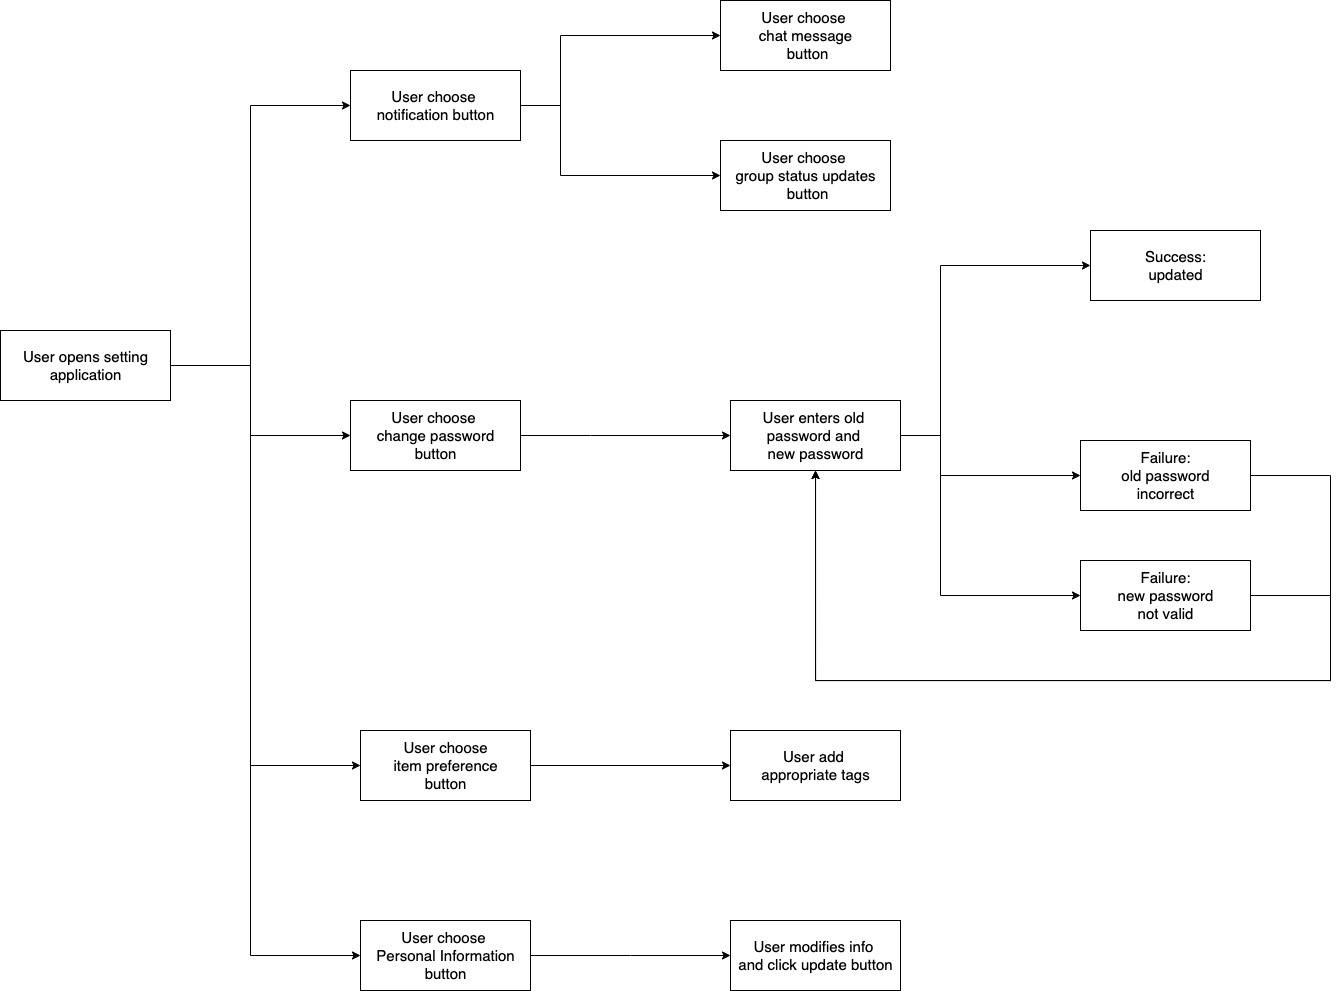 User choose
chat message
button
User choose
notification button
User choose
group status updates
button
Success:
updated
User opens setting
application
User choose
change password
button
User enters old
password and
new password
Failure:
old password
incorrect
Failure:
new password
not valid
User choose
item preference
button
User add
appropriate tags
User choose
Personal Information
button
User modifies info
and click update button